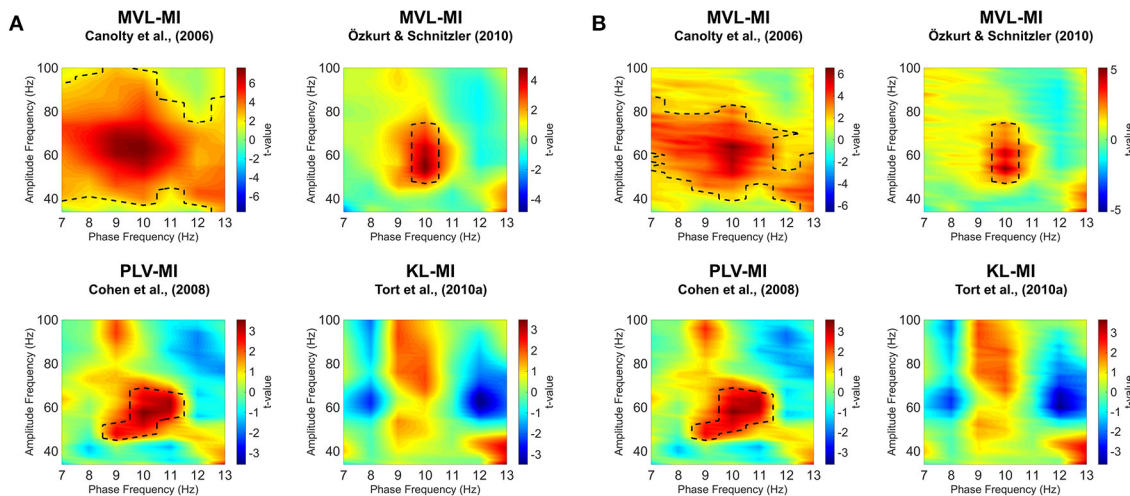 A
MVL-MI
Canolty et al., (2006)
Amplitude Frequency (Hz)
100
80
60
40
7 8 9 10 11 12 13
Phase Frequency (Hz)
6
4
2
0
-2
-4
-6
t-value
MVL-MI
Özkurt & Schnitzler (2010)
Amplitude Frequency (Hz)
100
80
60
40
7 8 9 10 11 12 13
Phase Frequency (Hz)
4
2
0
-2
-4
t-value
PLV-MI
Cohen et al., (2008)
Amplitude Frequency (Hz)
100
80
60
40
7 8 9 10 11 12 13
Phase Frequency (Hz)
3
2
1
0
-1
-2
-3
t-value
KL-MI
Tort et al., (2010a)
Amplitude Frequency (Hz)
100
80
60
40
7 8 9 10 11 12 13
Phase Frequency (Hz)
3
2
1
0
-1
-2
-3
t-value
B
MVL-MI
Canolty et al., (2006)
Amplitude Frequency (Hz)
100
80
60
40
7 8 9 10 11 12 13
Phase Frequency (Hz)
6
4
2
0
-2
-4
-6
t-value
MVL-MI
Özkurt & Schnitzler (2010)
Amplitude Frequency (Hz)
100
80
60
40
7 8 9 10 11 12 13
Phase Frequency (Hz)
5
0
-5
t-value
PLV-MI
Cohen et al., (2008)
Amplitude Frequency (Hz)
100
80
60
40
7 8 9 10 11 12 13
Phase Frequency (Hz)
3
2
1
0
-1
-2
-3
t-value
KL-MI
Tort et al., (2010a)
Amplitude Frequency (Hz)
100
80
60
40
7 8 9 10 11 12 13
Phase Frequency (Hz)
3
2
1
0
-1
-2
-3
t-value